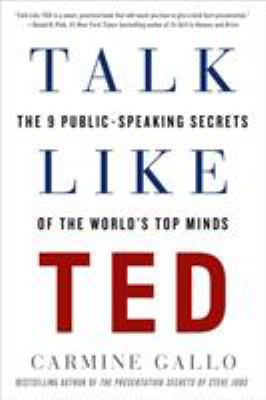 "Talk Like TED is a smart, practical book that will teach you how to give a kick-butt presentation."
—Daniel H. Pink, #1 New York Times bestselling author of To Sell Is Human and Drive
TALK
THE 9 PUBLIC-SPEAKING SECRETS
LIKE
OF THE WORLD'S TOP MINDS
TED
CARMINE GALLO
BESTSELLING AUTHOR OF THE PRESENTATION SECRETS OF STEVE JOBS